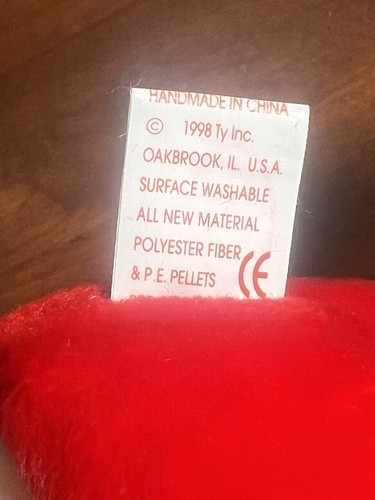 HANDMADE IN CHINA
© 1998 Ty Inc.
OAKBROOK, IL. U.S.A.
SURFACE WASHABLE
ALL NEW MATERIAL
POLYESTER FIBER
& P.E. PELLETS
CE